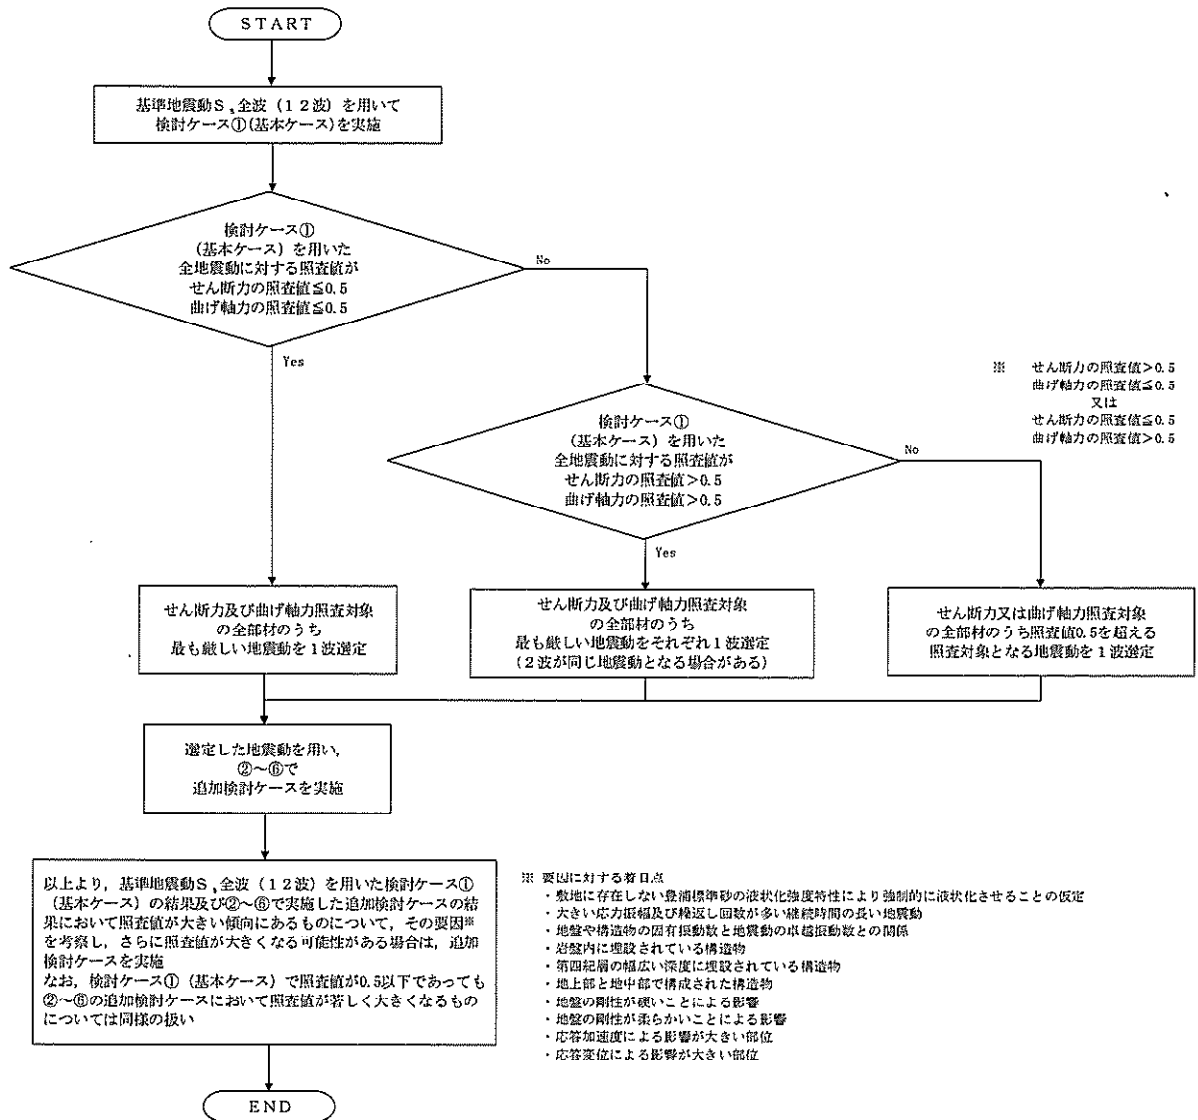 START
基準地震動Ss全波(12波)を用いて
検討ケース①(基本ケース)を実施
検討ケース①
(基本ケース)を用いた
全地震動に対する照査値が
せん断力の照査値≦0.5
曲げ軸力の照査値≦0.5
No
Yes
※ せん断力の照査値>0.5
曲げ軸力の照査値≦0.5
又は
せん断力の照査値≦0.5
曲げ軸力の照査値>0.5
検討ケース①
(基本ケース)を用いた
全地震動に対する照査値が
せん断力の照査値>0.5
曲げ軸力の照査値>0.5
No
Yes
せん断力及び曲げ軸力照査対象
の全部材のうち
最も厳しい地震動を1波選定
せん断力及び曲げ軸力照査対象
の全部材のうち
最も厳しい地震動をそれぞれ1波選定
(2波が同じ地震動となる場合がある)
せん断力又は曲げ軸力照査対象
の全部材のうち照査値0.5を超える
照査対象となる地震動を1波選定
選定した地震動を用い,
②~⑥で
追加検討ケースを実施
以上より,基準地震動Ss全波(12波)を用いた検討ケース①
(基本ケース)の結果及び②~⑥で実施した追加検討ケースの結
果において照査値が大きい傾向にあるものについて,その要因※
を考察し,さらに照査値が大きくなる可能性がある場合は,追加
検討ケースを実施
なお,検討ケース①(基本ケース)で照査値が0.5以下であっても
②~⑥の追加検討ケースにおいて照査値が若しく大きくなるもの
については同様の扱い
※ 要因に対する着目点
・敷地に存在しない豊浦標準砂の液状化強度特性により強制的に液状化させることの仮定
・大きい応力振幅及び繰返し回数が多い継続時間の長い地震動
・地盤や構造物の固有振動数と地震動の卓越振動数との関係
・岩盤内に埋設されている構造物
・第四紀層の幅広い深度に埋設されている構造物
・地上部と地中部で構成された構造物
・地盤の剛性が硬いことによる影響
・地盤の剛性が柔らかいことによる影響
・応答加速度による影響が大きい部位
・応答変位による影響が大きい部位
END